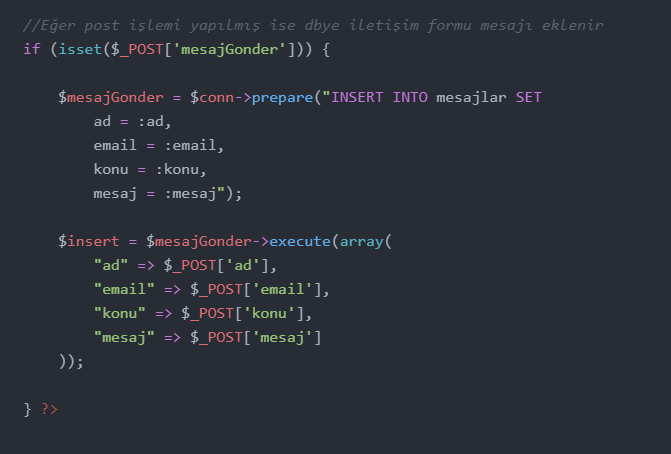 //Eğer post işlemi yapılmış ise dbye iletişim formu mesajı eklenir
if (isset($_POST['mesajGonder'])) {
$mesajGonder = $conn->prepare("INSERT INTO mesajlar SET
ad = :ad,
email = :email,
konu = :konu,
mesaj = :mesaj");
$insert = $mesajGonder->execute(array(
"ad" => $_POST['ad'],
"email" => $_POST['email'],
"konu" => $_POST['konu'],
"mesaj" => $_POST['mesaj']
));
} ?>